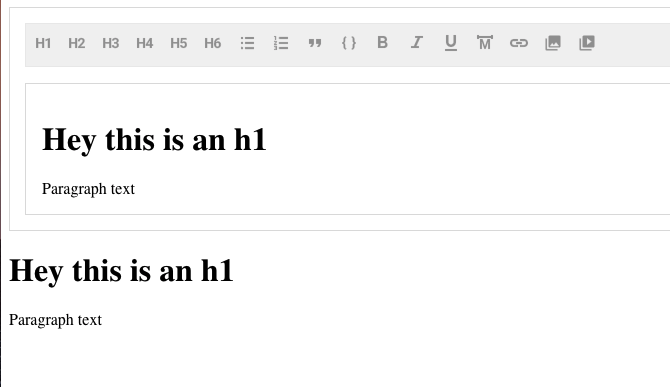 H1 H2 H3 H4 H5 H6 B I U M
Hey this is an h1
Paragraph text
Hey this is an h1
Paragraph text